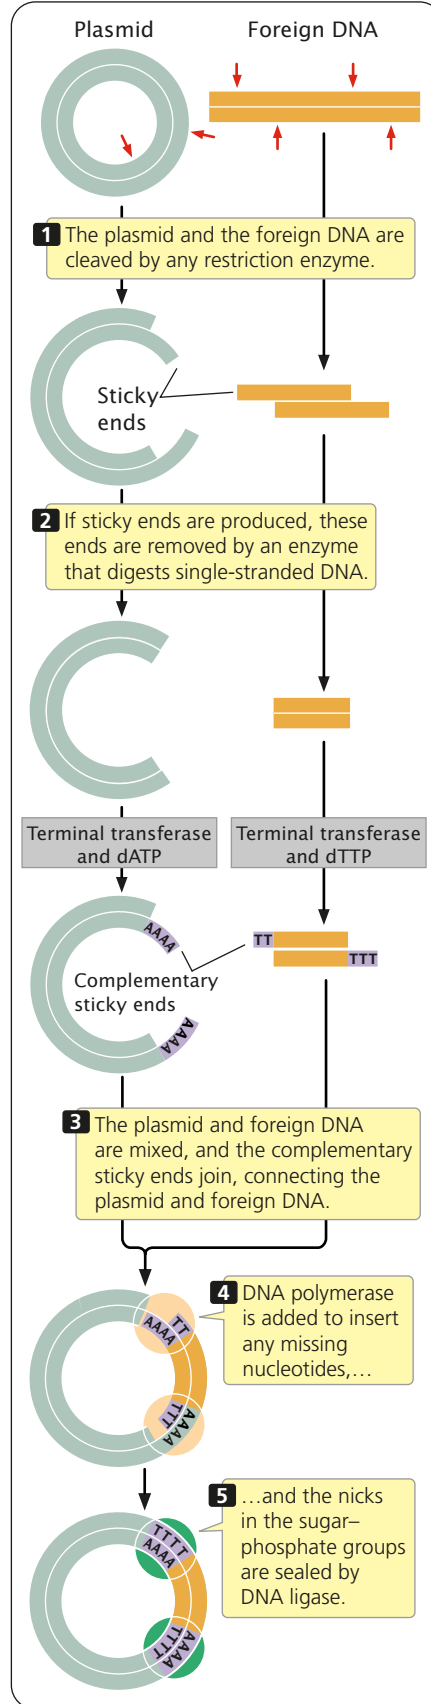 Plasmid
Foreign DNA
1 The plasmid and the foreign DNA are
cleaved by any restriction enzyme.
Sticky
ends
2 If sticky ends are produced, these
ends are removed by an enzyme
that digests single-stranded DNA.
Terminal transferase
and dATP
Terminal transferase
and dTTP
AAAA
TT
TTT
Complementary
sticky ends
AAAA
3 The plasmid and foreign DNA
are mixed, and the complementary
sticky ends join, connecting the
plasmid and foreign DNA.
TT
AAAA
TTT
AAAA
4 DNA polymerase
is added to insert
any missing
nucleotides,…
TTTT
AAAA
TTTT
AAAA
5 …and the nicks
in the sugar–
phosphate groups
are sealed by
DNA ligase.